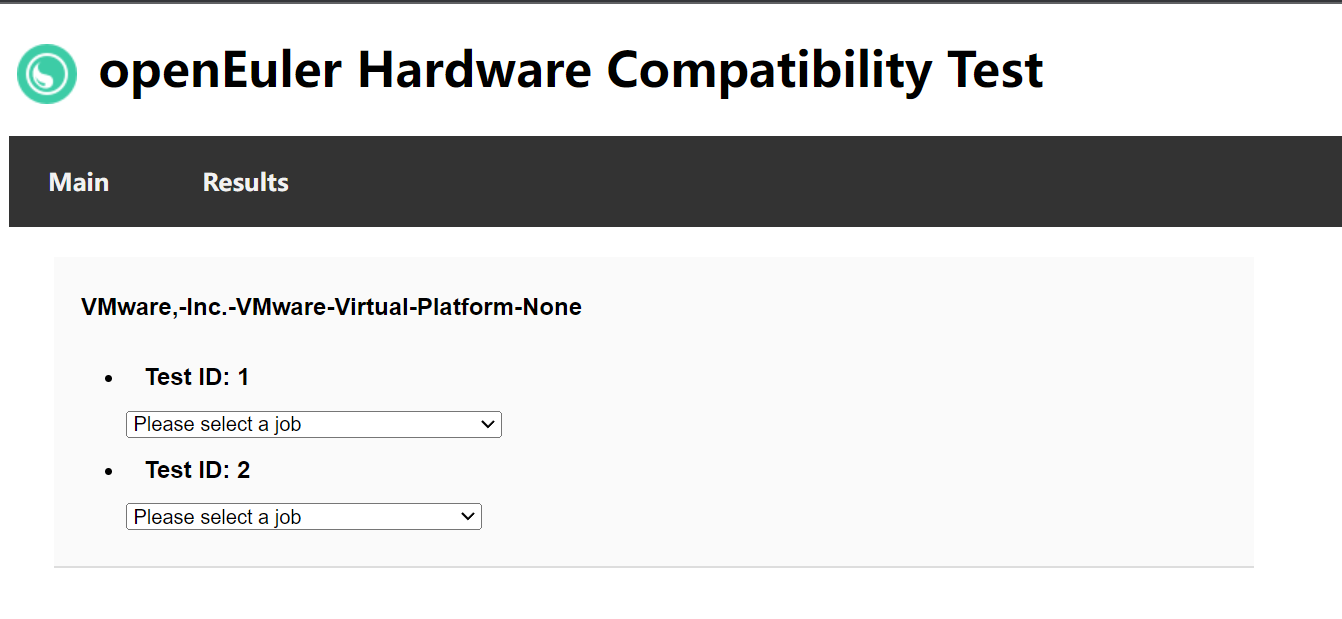 openEuler Hardware Compatibility Test
Main Results
VMware,-Inc.-VMware-Virtual-Platform-None
Test ID: 1
Please select a job
Test ID: 2
Please select a job